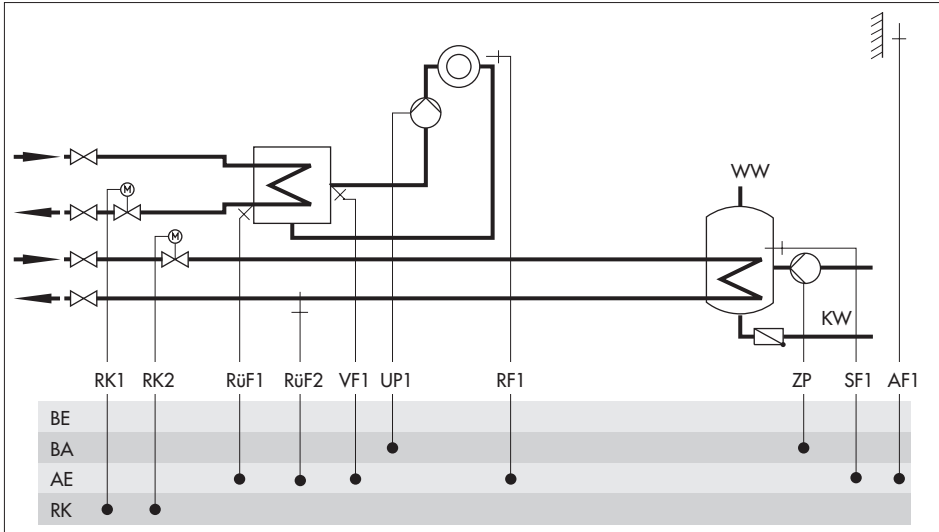 WW
M
M
KW
RK1 RK2 RüF1 RüF2 VF1 UP1 RF1 ZP SF1 AF1
BE
BA
AE
RK